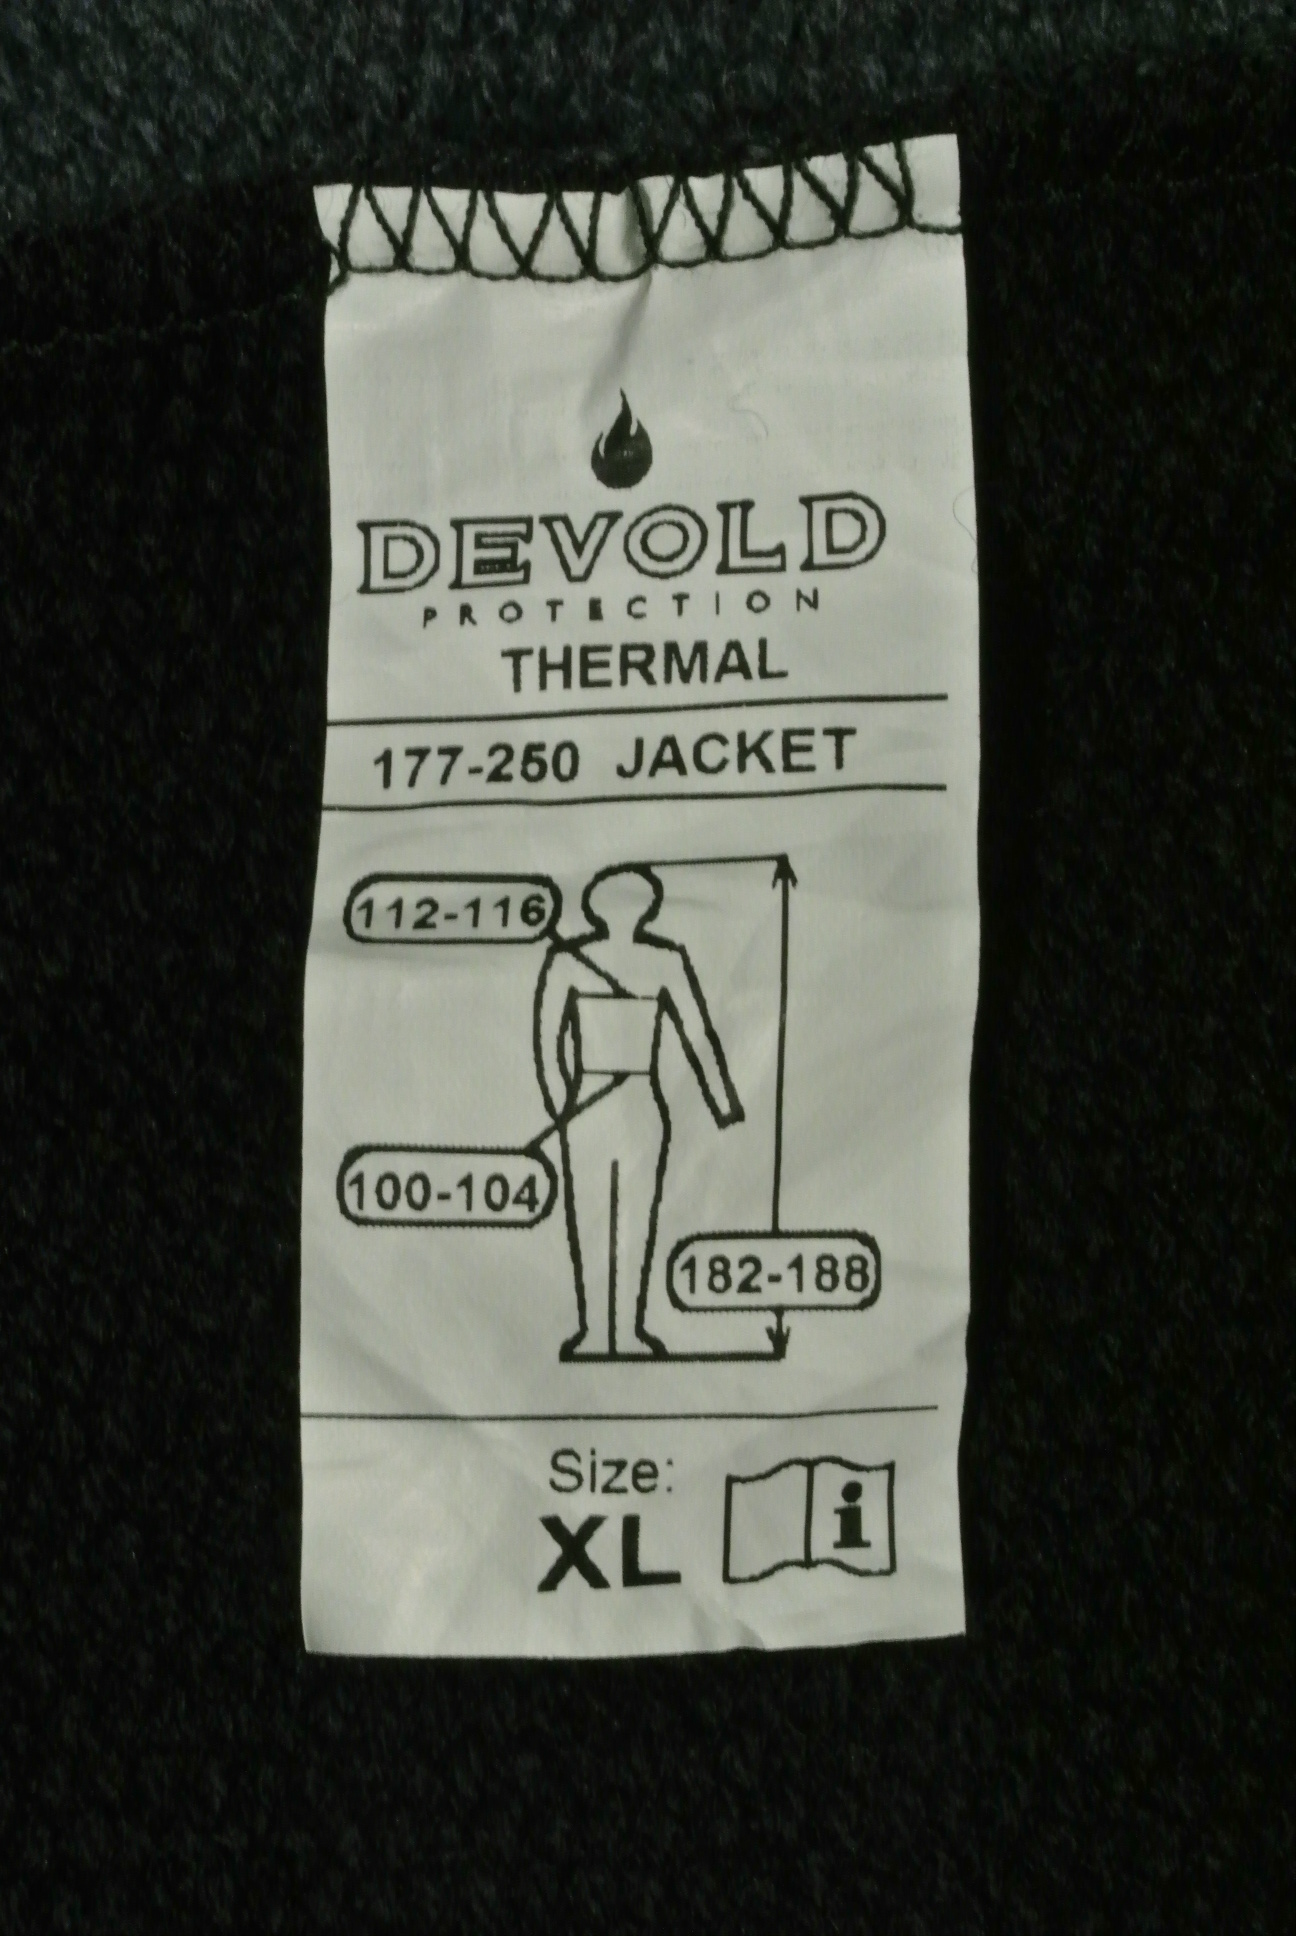 DEVOLD
PROTECTION
THERMAL
177-250 JACKET
112-116
100-104
182-188
Size:
XL
i